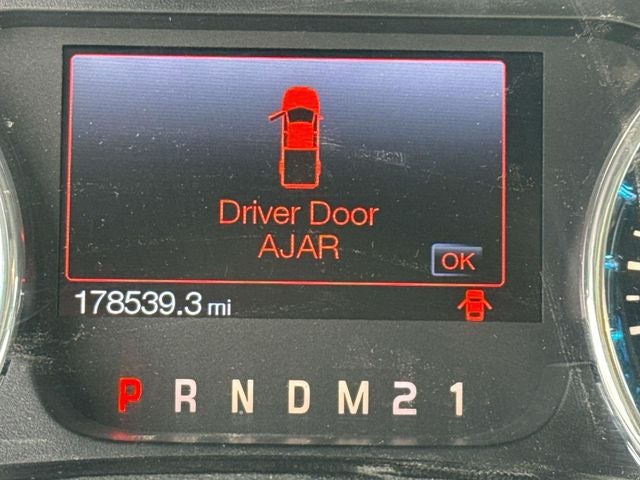 Driver Door
AJAR
OK
178539.3 mi
P R N D M 2 1